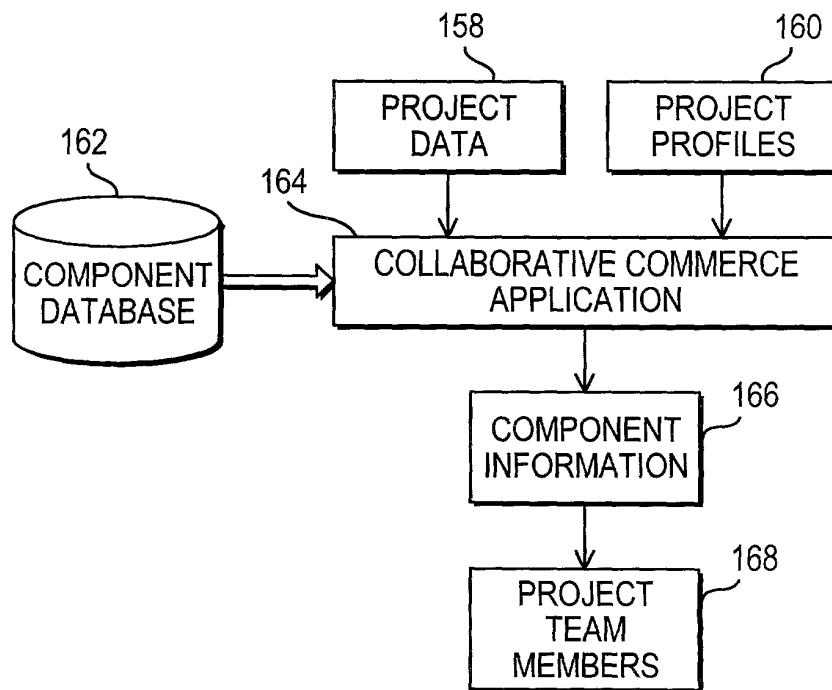 158
160
PROJECT
DATA
PROJECT
PROFILES
162
164
COMPONENT
DATABASE
COLLABORATIVE COMMERCE
APPLICATION
166
COMPONENT
INFORMATION
168
PROJECT
TEAM
MEMBERS